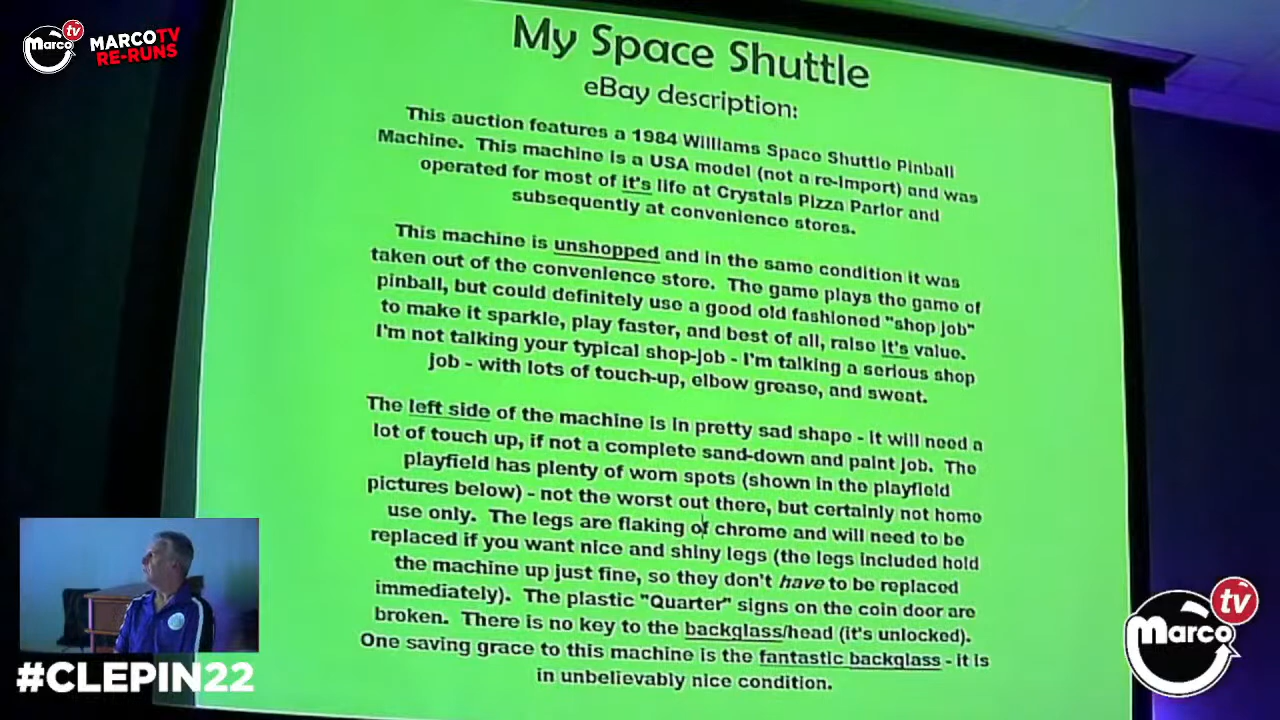 Marco tv
MARCOTV
RE-RUNS
My Space Shuttle
eBay description:
This auction features a 1984 Williams Space Shuttle Pinball
Machine. This machine is a USA model (not a re-import) and was
operated for most of it's life at Crystals Pizza Parlor and
subsequently at convenience stores.
This machine is unshopped and in the same condition it was
taken out of the convenience store. The game plays the game of
pinball, but could definitely use a good old fashioned "shop job"
to make it sparkle, play faster, and best of all, raise it's value.
I'm not talking your typical shop-job - I'm talking a serious shop
job - with lots of touch-up, elbow grease, and sweat.
The left side of the machine is in pretty sad shape - it will need a
lot of touch up, if not a complete sand-down and paint job. The
playfield has plenty of worn spots (shown in the playfield
pictures below) - not the worst out there, but certainly not home
use only. The legs are flaking of chrome and will need to be
replaced if you want nice and shiny legs (the legs included hold
the machine up just fine, so they don't have to be replaced
immediately). The plastic "Quarter" signs on the coin door are
broken. There is no key to the backglass/head (it's unlocked).
One saving grace to this machine is the fantastic backglass - it is
in unbelievably nice condition.
#CLEPIN22
Marco tv